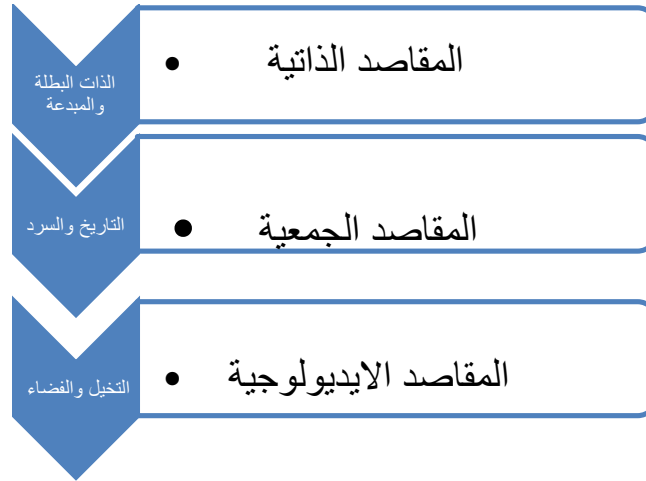 المقاصد الذاتية
الذات البطلة
والمبدعة
المقاصد الجمعية
التاريخ والسرد
المقاصد الايديولوجية
التخيل والفضاء